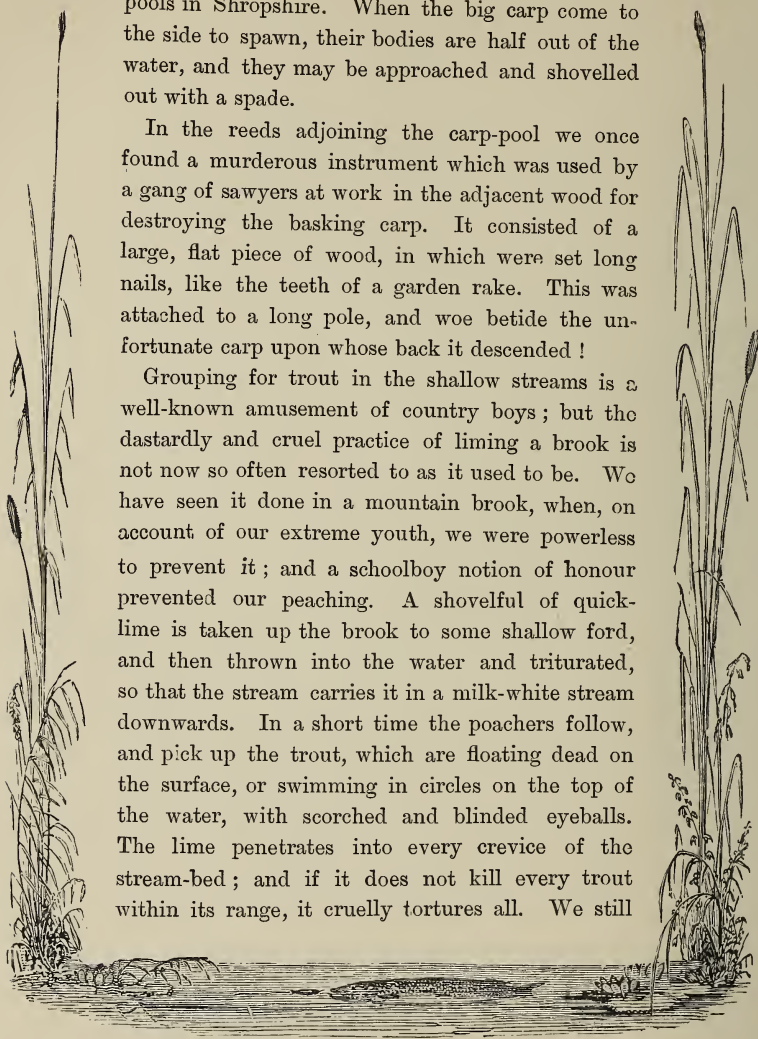 pools in Shropshire. When the big carp come to
the side to spawn, their bodies are half out of the
water, and they may be approached and shovelled
out with a spade.
In the reeds adjoining the carp-pool we once
found a murderous instrument which was used by
a gang of sawyers at work in the adjacent wood for
destroying the basking carp. It consisted of a
large, flat piece of wood, in which were set long
nails, like the teeth of a garden rake. This was
attached to a long pole, and woe betide the un-
fortunate carp upon whose back it descended !
Grouping for trout in the shallow streams is a
well-known amusement of country boys ; but the
dastardly and cruel practice of liming a brook is
not now so often resorted to as it used to be. We
have seen it done in a mountain brook, when, on
account of our extreme youth, we were powerless
to prevent it ; and a schoolboy notion of honour
prevented our peaching. A shovelful of quick-
lime is taken up the brook to some shallow ford,
and then thrown into the water and triturated,
so that the stream carries it in a milk-white stream
downwards. In a short time the poachers follow,
and pick up the trout, which are floating dead on
the surface, or swimming in circles on the top of
the water, with scorched and blinded eyeballs.
The lime penetrates into every crevice of the
stream-bed ; and if it does not kill every trout
within its range, it cruelly tortures all. We still